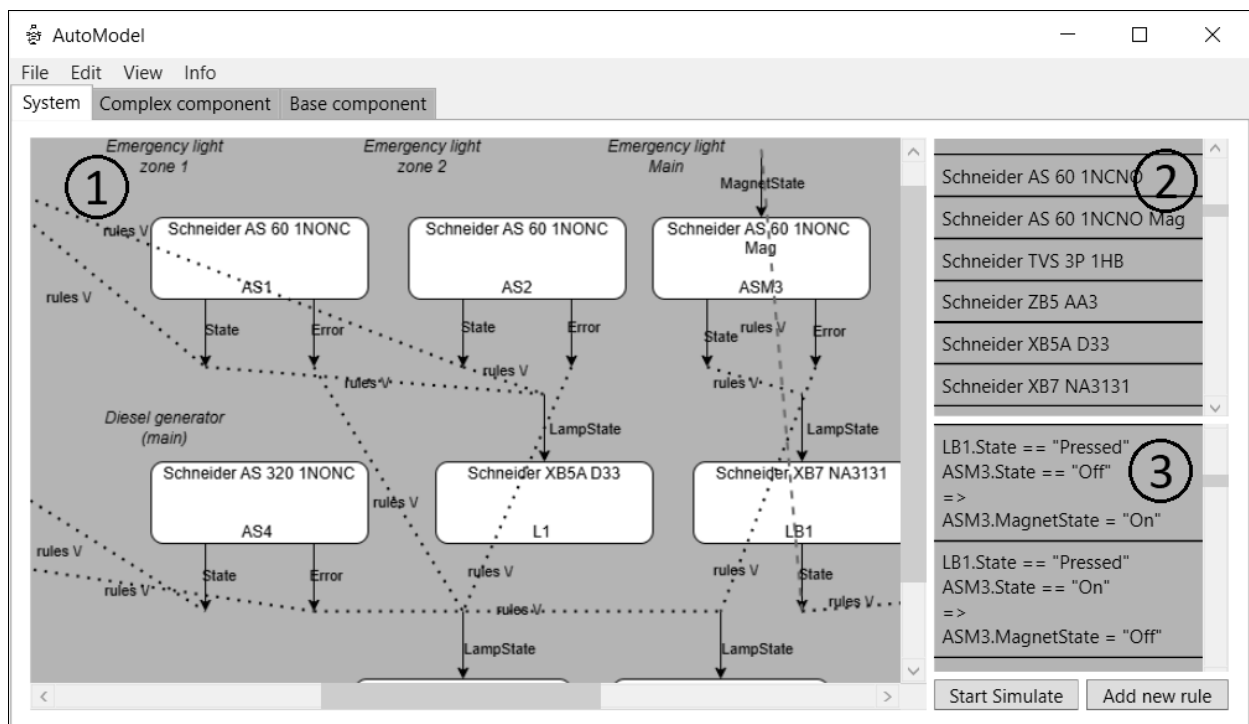 AutoModel
File Edit View Info
System Complex component Base component
Emergency light
zone 1
Emergency light
zone 2
Emergency light
Main
1
MagnetState
rules V
Schneider AS 60 1NONC
AS1
Schneider AS 60 1NONC
AS2
Schneider AS 60 1NONC
Mag
ASM3
rules V
State
Error
State
Error
State
rules V
Error
rules V
rules V
rules V
Diesel generator
(main)
LampState
LampState
Schneider AS 320 1NONC
AS4
Schneider XB5A D33
L1
Schneider XB7 NA3131
LB1
rules V
rules V
State
Error
rules V
rules V
State
rules V
rules V
rules V
LampState
LampState
2
Schneider AS 60 1NCNO
Schneider AS 60 1NCNO Mag
Schneider TVS 3P 1HB
Schneider ZB5 AA3
Schneider XB5A D33
Schneider XB7 NA3131
3
LB1.State == "Pressed"
ASM3.State == "Off"
=>
ASM3.MagnetState = "On"
LB1.State == "Pressed"
ASM3.State == "On"
=>
ASM3.MagnetState = "Off"
Start Simulate Add new rule